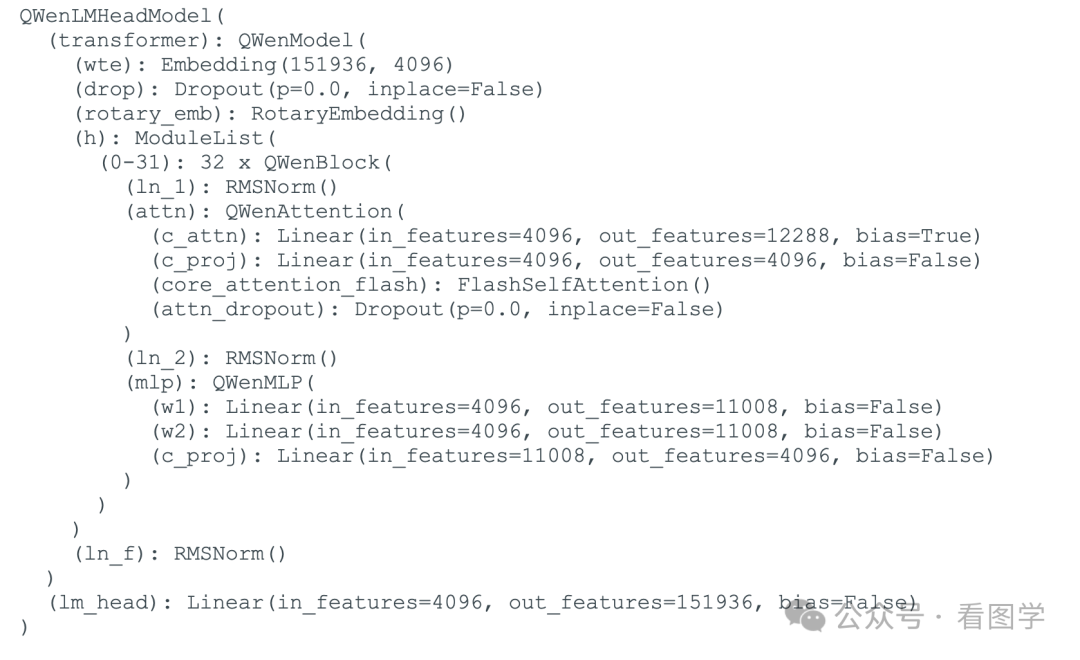 QWenLMHeadModel(
  (transformer): QWenModel(
    (wte): Embedding(151936, 4096)
    (drop): Dropout(p=0.0, inplace=False)
    (rotary_emb): RotaryEmbedding()
    (h): ModuleList(
      (0-31): 32 x QWenBlock(
        (ln_1): RMSNorm()
        (attn): QWenAttention(
          (c_attn): Linear(in_features=4096, out_features=12288, bias=True)
          (c_proj): Linear(in_features=4096, out_features=4096, bias=False)
          (core_attention_flash): FlashSelfAttention()
          (attn_dropout): Dropout(p=0.0, inplace=False)
        )
        (ln_2): RMSNorm()
        (mlp): QWenMLP(
          (w1): Linear(in_features=4096, out_features=11008, bias=False)
          (w2): Linear(in_features=4096, out_features=11008, bias=False)
          (c_proj): Linear(in_features=11008, out_features=4096, bias=False)
        )
      )
    )
    (ln_f): RMSNorm()
  )
  (lm_head): Linear(in_features=4096, out_features=151936, bias=False)
)
公众号 · 看图学